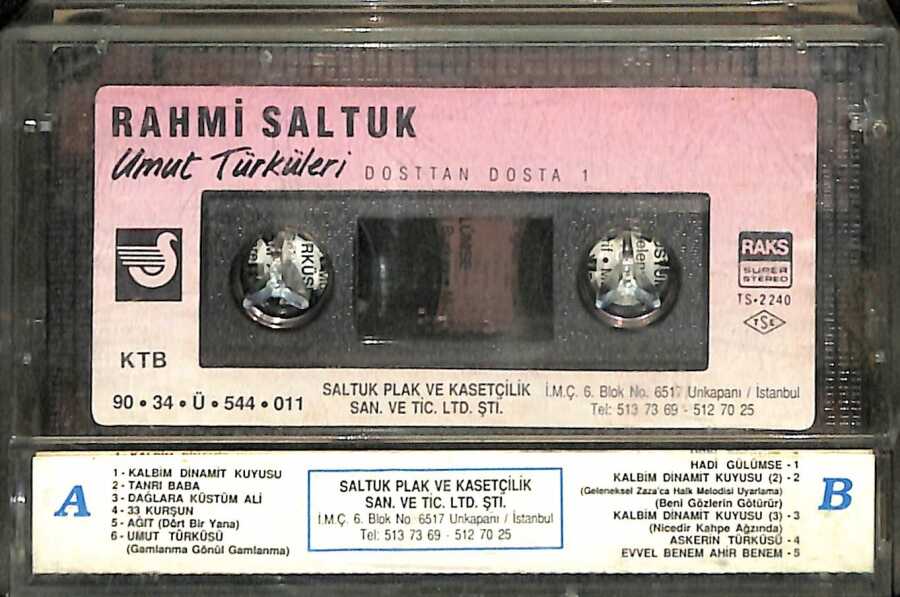 RAHMİ SALTUK
Umut Türküleri DOSTTAN DOSTA 1
RAKS
SUPER
STEREO
TS•2240
TSE
KTB
90•34•Ü•544•011
SALTUK PLAK VE KASETÇİLİK
SAN. VE TİC. LTD. ŞTİ.
İ.M.Ç. 6. Blok No. 6517 Unkapanı / İstanbul
Tel: 513 73 69 - 512 70 25
A
1 - KALBİM DİNAMİT KUYUSU
2 - TANRI BABA
3 - DAĞLARA KÜSTÜM ALİ
4 - 33 KURŞUN
5 - AĞIT (Dört Bir Yana)
6 - UMUT TÜRKÜSÜ
(Gamlanma Gönül Gamlanma)
SALTUK PLAK VE KASETÇİLİK
SAN. VE TİC. LTD. ŞTİ.
İ.M.Ç. 6. Blok No 6517 Unkapanı / İstanbul
Tel: 513 73 69 - 512 70 25
HADİ GÜLÜMSE - 1
KALBİM DİNAMİT KUYUSU (2) - 2
(Geleneksel Zaza'ca Halk Melodisi Uyarlama)
(Beni Gözlerin Götürür)
KALBİM DİNAMİT KUYUSU (3) - 3
(Nicedir Kahpe Ağzında)
ASKERİN TÜRKÜSÜ - 4
EVVEL BENEM AHİR BENEM - 5
B